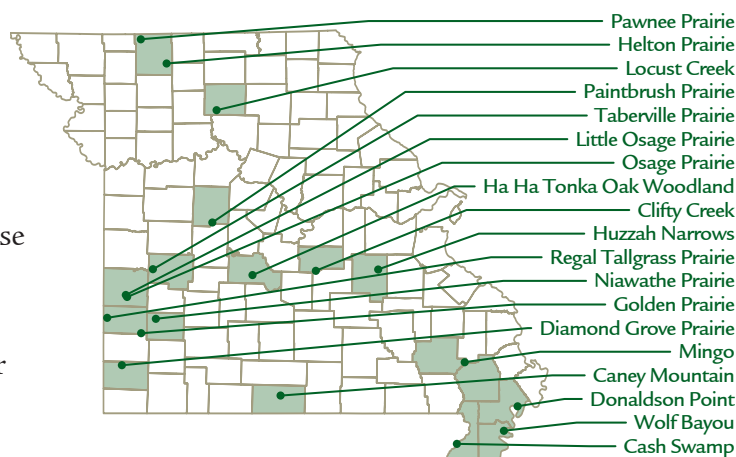 Pawnee Prairie
Helton Prairie
Locust Creek
Paintbrush Prairie
Taberville Prairie
Little Osage Prairie
Osage Prairie
Ha Ha Tonka Oak Woodland
Clifty Creek
Huzzah Narrows
Regal Tallgrass Prairie
Niawathe Prairie
Golden Prairie
Diamond Grove Prairie
Mingo
Caney Mountain
Donaldson Point
Wolf Bayou
Cash Swamp
se
r